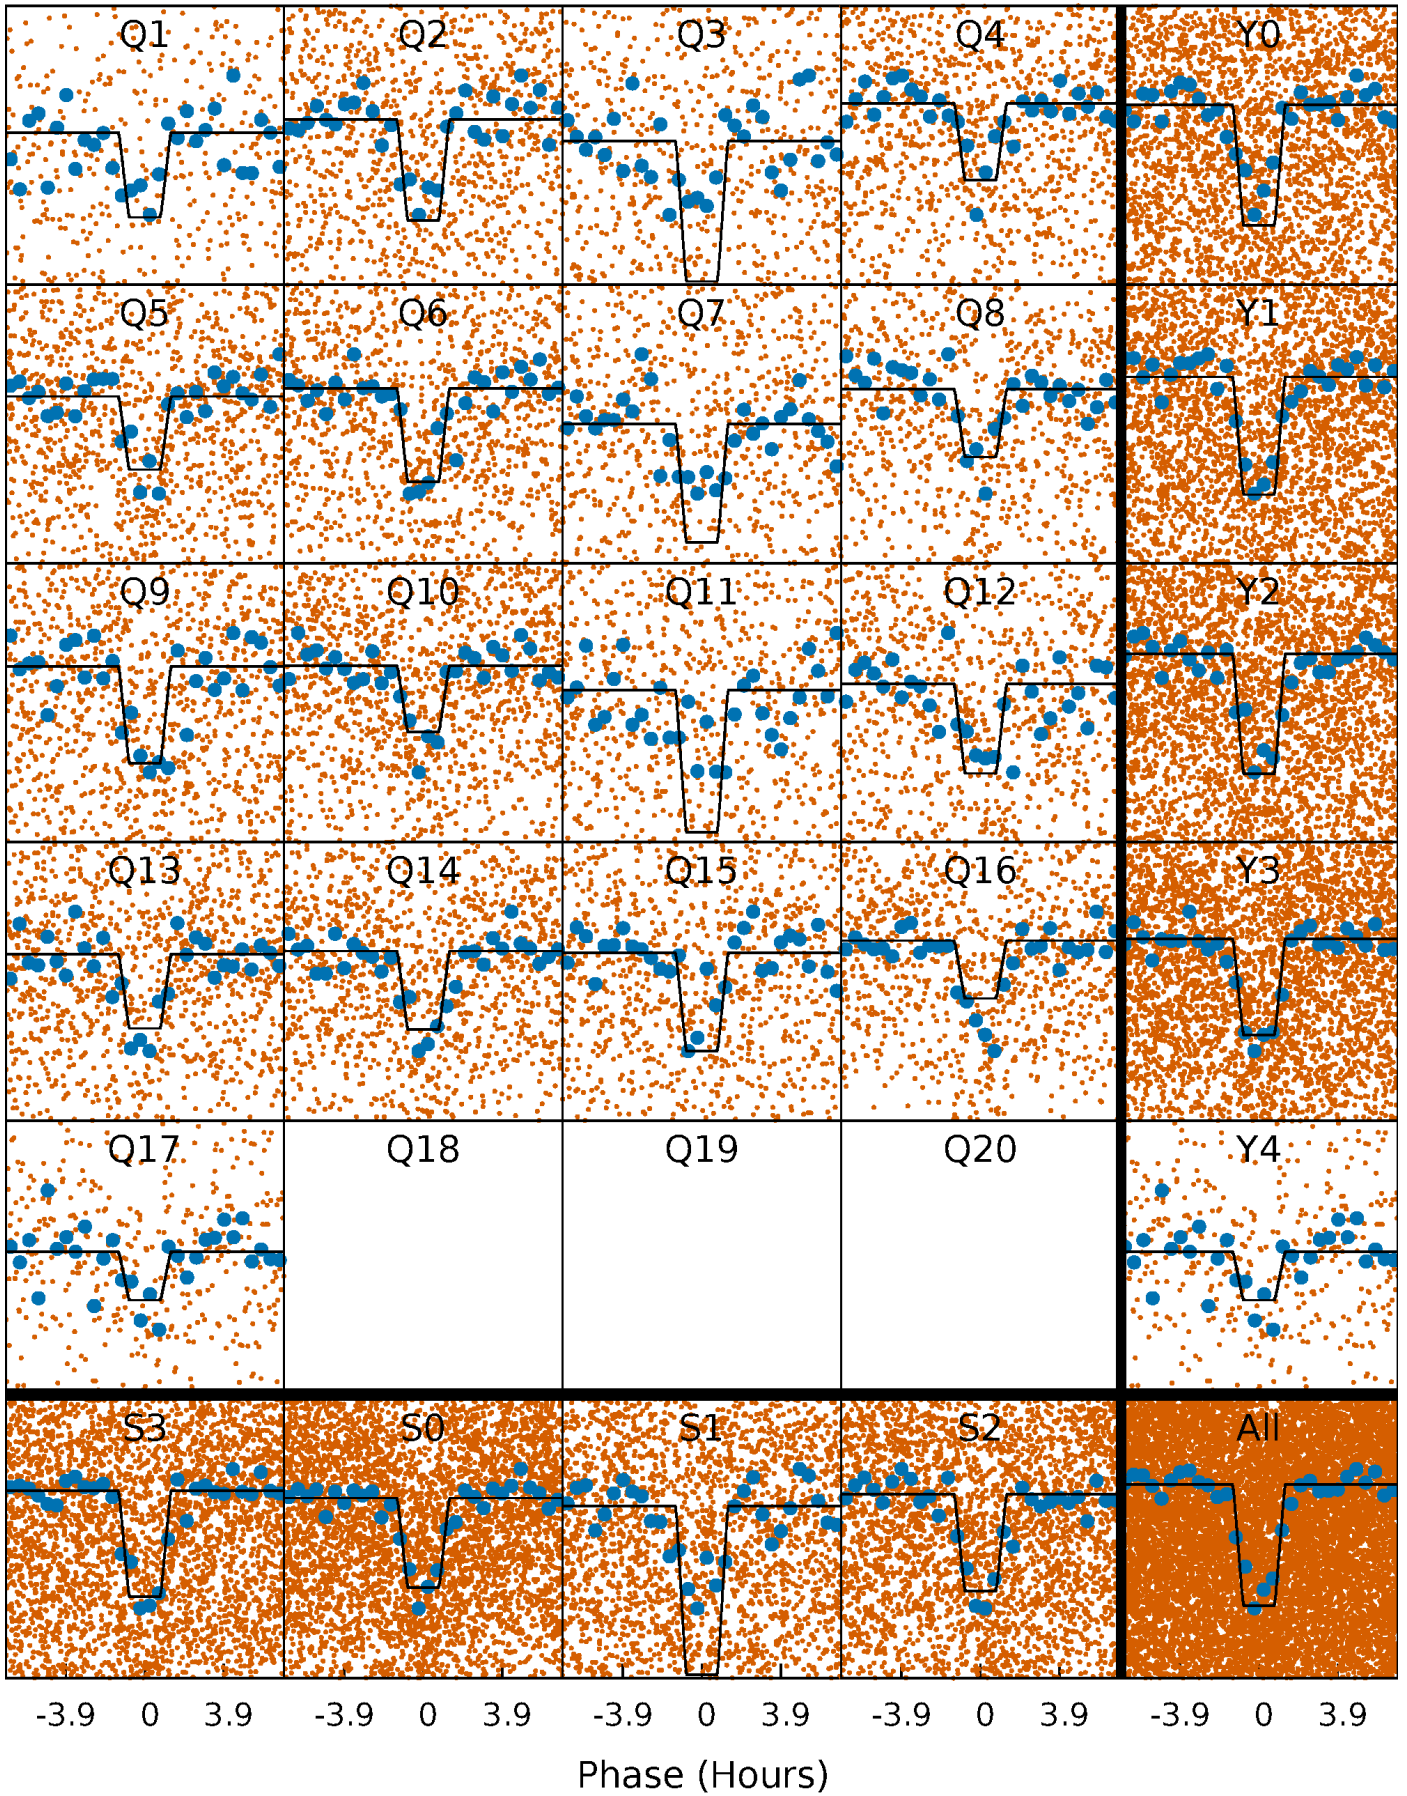 Q1 Q2 Q3 Q4 Y0
Q5 Q6 Q7 Q8 Y1
Q9 Q10 Q11 Q12 Y2
Q13 Q14 Q15 Q16 Y3
Q17 Q18 Q19 Q20 Y4
S3 S0 S1 S2 All
-3.9 0 3.9 -3.9 0 3.9 -3.9 0 3.9 -3.9 0 3.9 -3.9 0 3.9
Phase (Hours)